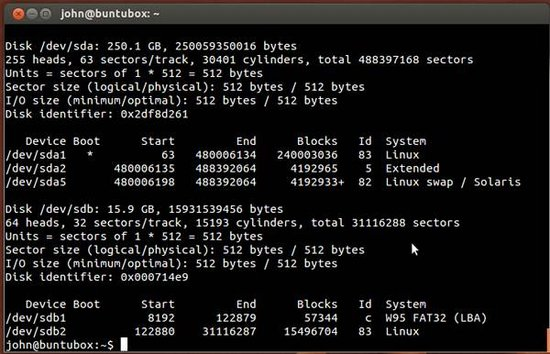 john@buntubox: ~
Disk /dev/sda: 250.1 GB, 250059350016 bytes
255 heads, 63 sectors/track, 30401 cylinders, total 488397168 sectors
Units = sectors of 1 * 512 = 512 bytes
Sector size (logical/physical): 512 bytes / 512 bytes
I/O size (minimum/optimal): 512 bytes / 512 bytes
Disk identifier: 0x2df8d261
Device Boot Start End Blocks Id System
/dev/sda1 * 63 480006134 240003036 83 Linux
/dev/sda2 480006135 488392064 4192965 5 Extended
/dev/sda5 480006198 488392064 4192933+ 82 Linux swap / Solaris
Disk /dev/sdb: 15.9 GB, 15931539456 bytes
64 heads, 32 sectors/track, 15193 cylinders, total 31116288 sectors
Units = sectors of 1 * 512 = 512 bytes
Sector size (logical/physical): 512 bytes / 512 bytes
I/O size (minimum/optimal): 512 bytes / 512 bytes
Disk identifier: 0x000714e9
Device Boot Start End Blocks Id System
/dev/sdb1 8192 122879 57344 c W95 FAT32 (LBA)
/dev/sdb2 122880 31116287 15496704 83 Linux
john@buntubox:~$